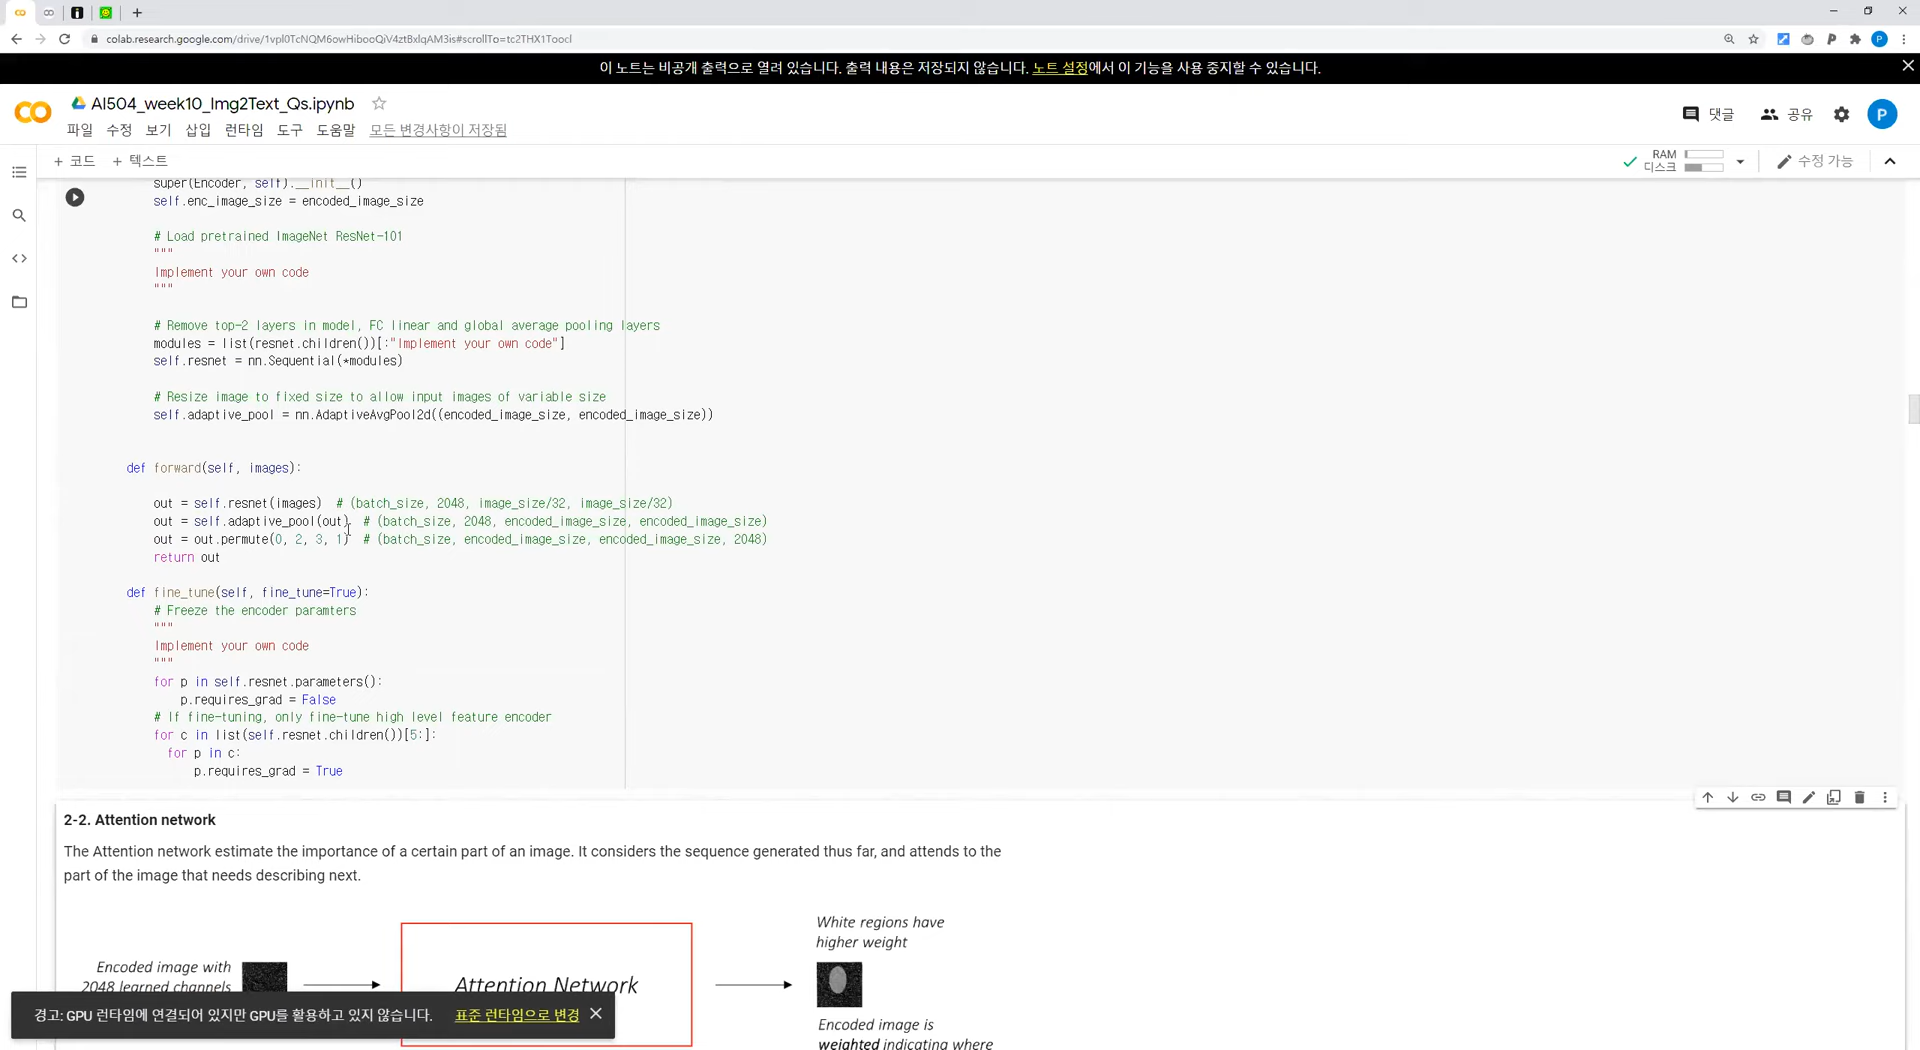 colab.research.google.com/drive/1vpl0TcNQM6owHibooQiV4ztBxlqAM3is#scrollTo=tc2THX1Toocl
P
이 노트는 비공개 출력으로 열려 있습니다. 출력 내용은 저장되지 않습니다. 노트 설정에서 이 기능을 사용 중지할 수 있습니다.
AI504_week10_Img2Text_Qs.ipynb
댓글 공유 P
파일 수정 보기 삽입 런타임 도구 도움말 모든 변경사항이 저장됨
+ 코드 + 텍스트
RAM
디스크
수정 가능
super(Encoder, self).__init__()
self.enc_image_size = encoded_image_size
# Load pretrained ImageNet ResNet-101
"""
Implement your own code
"""
# Remove top-2 layers in model, FC linear and global average pooling layers
modules = list(resnet.children())[:"Implement your own code"]
self.resnet = nn.Sequential(*modules)
# Resize image to fixed size to allow input images of variable size
self.adaptive_pool = nn.AdaptiveAvgPool2d((encoded_image_size, encoded_image_size))
def forward(self, images):
out = self.resnet(images) # (batch_size, 2048, image_size/32, image_size/32)
out = self.adaptive_pool(out) # (batch_size, 2048, encoded_image_size, encoded_image_size)
out = out.permute(0, 2, 3, 1) # (batch_size, encoded_image_size, encoded_image_size, 2048)
return out
def fine_tune(self, fine_tune=True):
# Freeze the encoder paramters
"""
Implement your own code
"""
for p in self.resnet.parameters():
p.requires_grad = False
# If fine-tuning, only fine-tune high level feature encoder
for c in list(self.resnet.children())[5:]:
for p in c:
p.requires_grad = True
2-2. Attention network
The Attention network estimate the importance of a certain part of an image. It considers the sequence generated thus far, and attends to the
part of the image that needs describing next.
Encoded image with
2048 learned channels
Attention Network
White regions have
higher weight
Encoded image is
weighted indicating where
경고: GPU 런타임에 연결되어 있지만 GPU를 활용하고 있지 않습니다. 표준 런타임으로 변경